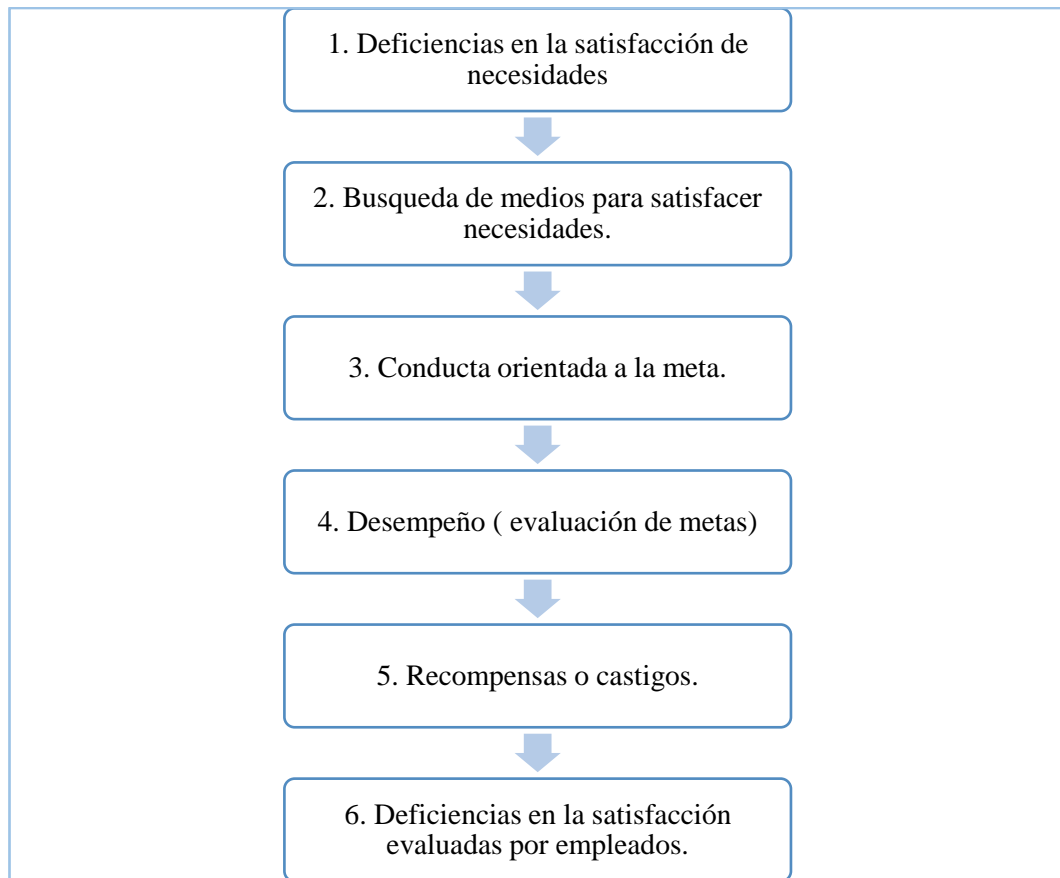 1. Deficiencias en la satisfacción de
necesidades
2. Busqueda de medios para satisfacer
necesidades.
3. Conducta orientada a la meta.
4. Desempeño ( evaluación de metas)
5. Recompensas o castigos.
6. Deficiencias en la satisfacción
evaluadas por empleados.